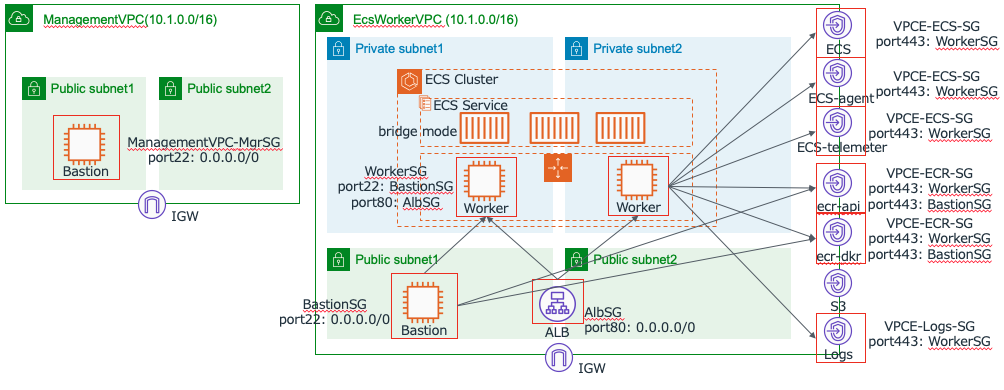 ManagementVPC(10.1.0.0/16)
Public subnet1
Public subnet2
Bastion
ManagementVPC-MgrSG
port22: 0.0.0.0/0
IGW
EcsWorkerVPC (10.1.0.0/16)
Private subnet1
Private subnet2
ECS Cluster
ECS Service
bridge mode
WorkerSG
port22: BastionSG
port80: AlbSG
Worker
Worker
Public subnet1
Public subnet2
BastionSG
port22: 0.0.0.0/0
Bastion
ALB
AlbSG
port80: 0.0.0.0/0
IGW
ECS
VPCE-ECS-SG
port443: WorkerSG
ECS-agent
VPCE-ECS-SG
port443: WorkerSG
ECS-telemeter
VPCE-ECS-SG
port443: WorkerSG
ecr-api
VPCE-ECR-SG
port443: WorkerSG
port443: BastionSG
ecr-dkr
VPCE-ECR-SG
port443: WorkerSG
port443: BastionSG
S3
Logs
VPCE-Logs-SG
port443: WorkerSG